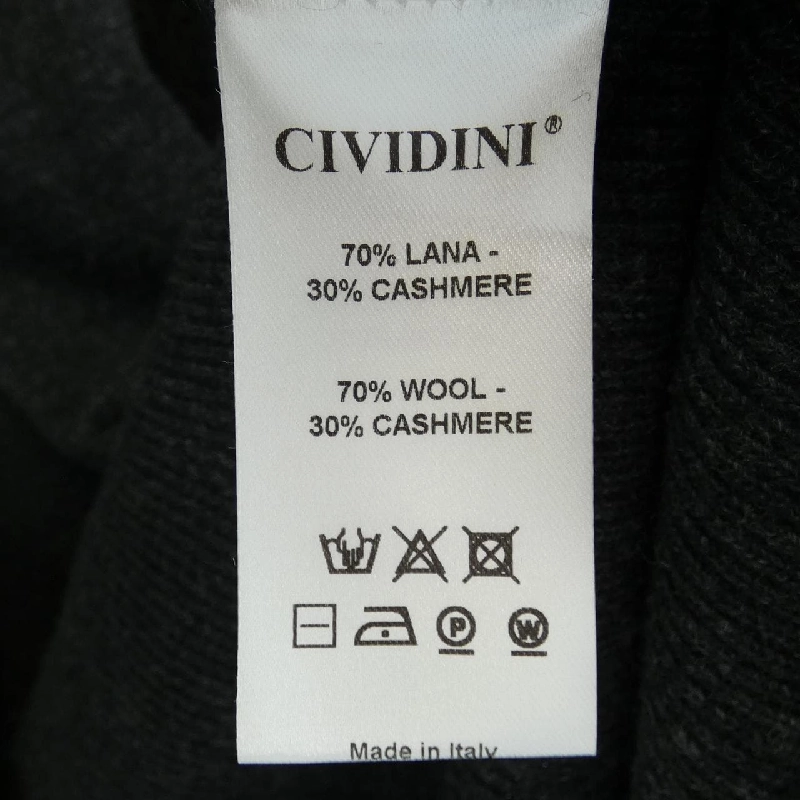 CIVIDINI®
70% LANA -
30% CASHMERE
70% WOOL -
30% CASHMERE
P W
Made in Italy